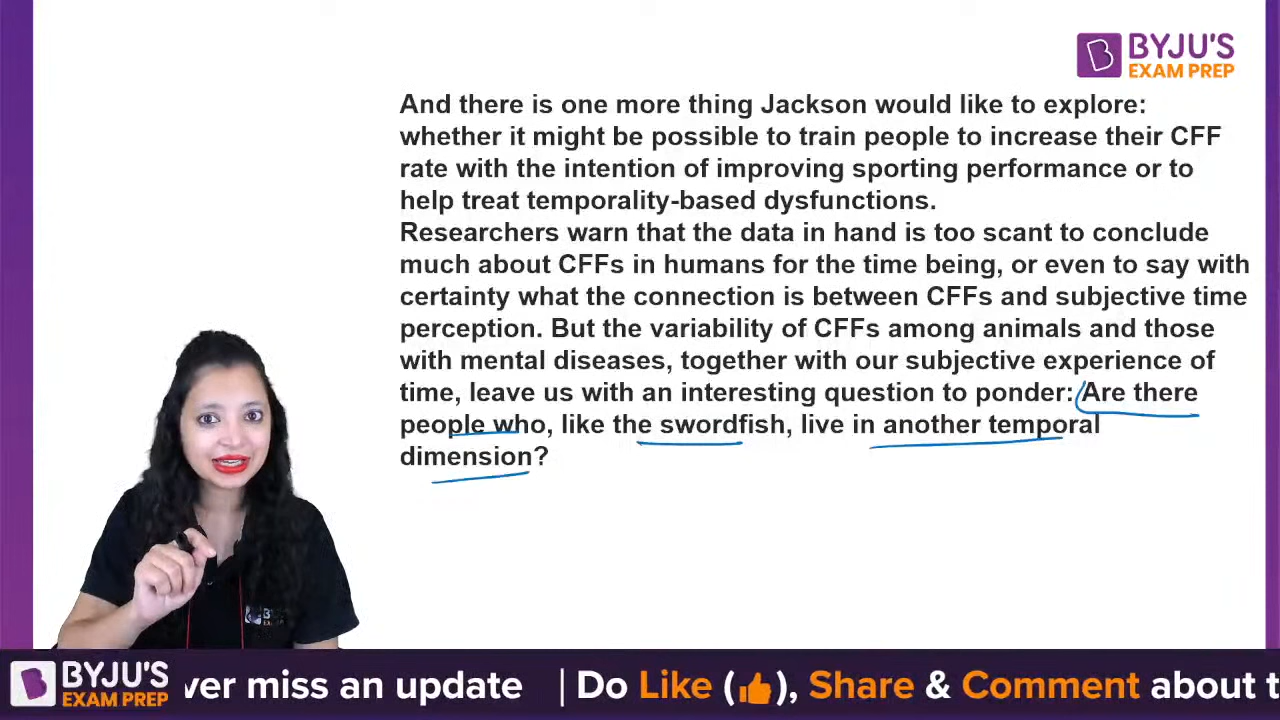 BYJU'S
EXAM PREP
And there is one more thing Jackson would like to explore:
whether it might be possible to train people to increase their CFF
rate with the intention of improving sporting performance or to
help treat temporality-based dysfunctions.
Researchers warn that the data in hand is too scant to conclude
much about CFFs in humans for the time being, or even to say with
certainty what the connection is between CFFs and subjective time
perception. But the variability of CFFs among animals and those
with mental diseases, together with our subjective experience of
time, leave us with an interesting question to ponder: Are there
people who, like the swordfish, live in another temporal
dimension?
BYJU'S
EXAM PREP
ver miss an update | Do Like (👍), Share & Comment about t